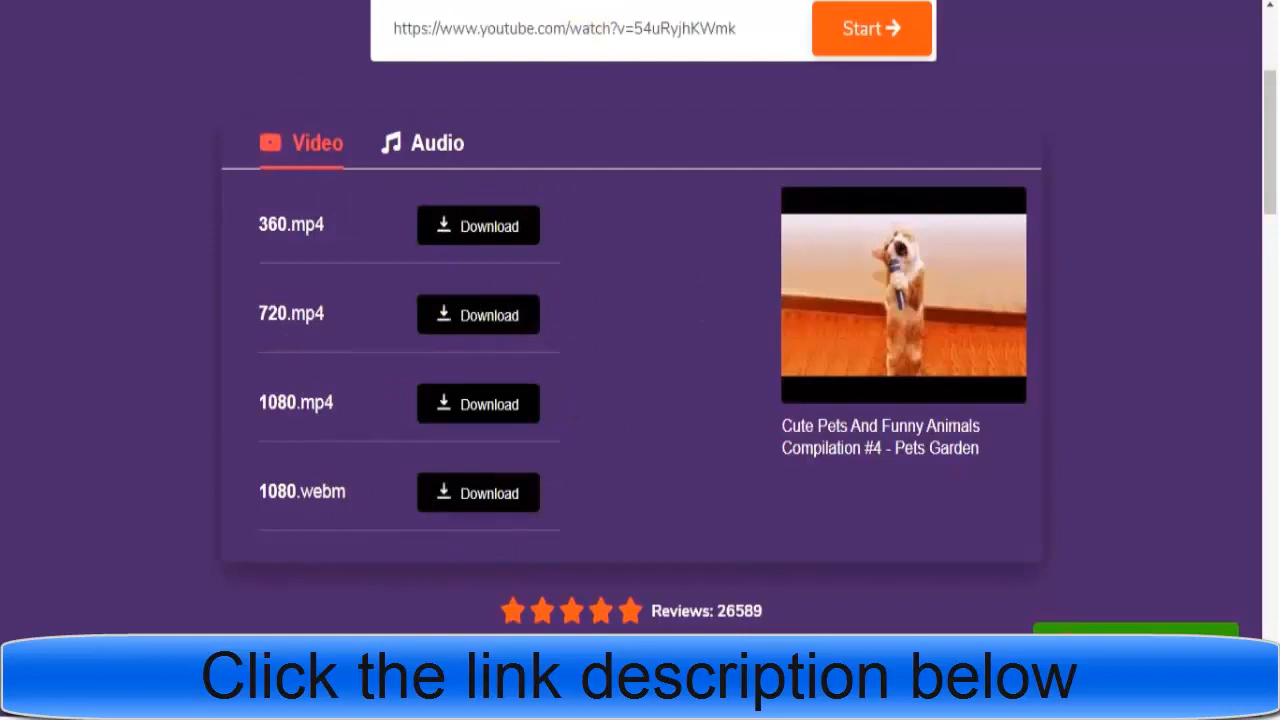 https://www.youtube.com/watch?v=54uRyjhKWmk
Start
Video
Audio
360.mp4
Download
720.mp4
Download
1080.mp4
Download
1080.webm
Download
Cute Pets And Funny Animals
Compilation #4 - Pets Garden
Reviews: 26589
Click the link description below